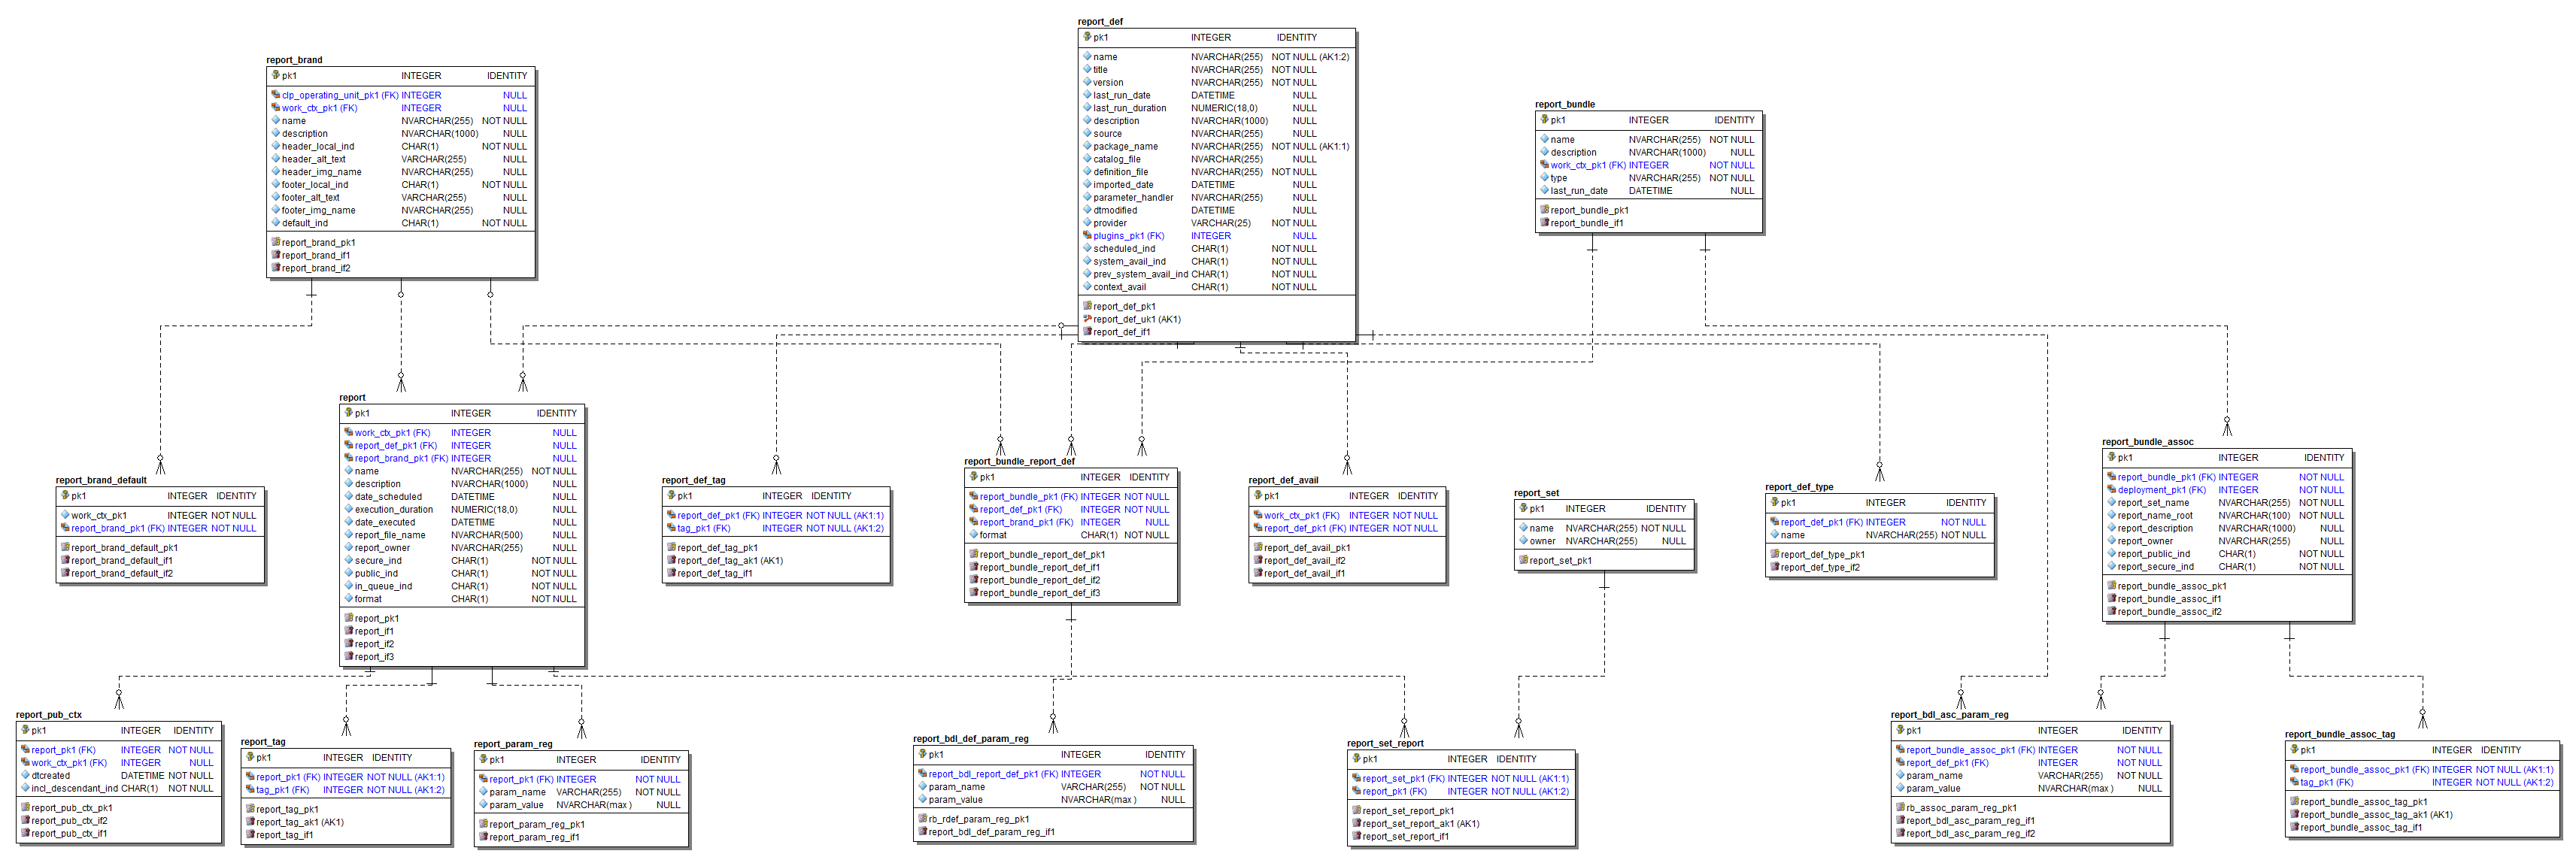 report_def
pk1 INTEGER IDENTITY
name NVARCHAR(255) NOT NULL (AK1:2)
title NVARCHAR(255) NOT NULL
version NVARCHAR(255) NOT NULL
last_run_date DATETIME NULL
last_run_duration NUMERIC(18,0) NULL
description NVARCHAR(1000) NULL
source NVARCHAR(255) NULL
package_name NVARCHAR(255) NOT NULL (AK1:1)
catalog_file NVARCHAR(255) NULL
definition_file NVARCHAR(255) NOT NULL
imported_date DATETIME NULL
parameter_handler NVARCHAR(255) NULL
dtmodified DATETIME NULL
provider VARCHAR(25) NOT NULL
plugins_pk1 (FK) INTEGER NULL
scheduled_ind CHAR(1) NOT NULL
system_avail_ind CHAR(1) NOT NULL
prev_system_avail_ind CHAR(1) NOT NULL
context_avail CHAR(1) NOT NULL
report_def_pk1
report_def_uk1 (AK1)
report_def_if1
report_brand
pk1 INTEGER IDENTITY
clp_operating_unit_pk1 (FK) INTEGER NULL
work_ctx_pk1 (FK) INTEGER NULL
name NVARCHAR(255) NOT NULL
description NVARCHAR(1000) NULL
header_local_ind CHAR(1) NOT NULL
header_alt_text VARCHAR(255) NULL
header_img_name NVARCHAR(255) NULL
footer_local_ind CHAR(1) NOT NULL
footer_alt_text VARCHAR(255) NULL
footer_img_name NVARCHAR(255) NULL
default_ind CHAR(1) NOT NULL
report_brand_pk1
report_brand_if1
report_brand_if2
report_bundle
pk1 INTEGER IDENTITY
name NVARCHAR(255) NOT NULL
description NVARCHAR(1000) NULL
work_ctx_pk1 (FK) INTEGER NOT NULL
type NVARCHAR(255) NOT NULL
last_run_date DATETIME NULL
report_bundle_pk1
report_bundle_if1
report
pk1 INTEGER IDENTITY
work_ctx_pk1 (FK) INTEGER NULL
report_def_pk1 (FK) INTEGER NULL
report_brand_pk1 (FK) INTEGER NULL
name NVARCHAR(255) NOT NULL
description NVARCHAR(1000) NULL
date_scheduled DATETIME NULL
execution_duration NUMERIC(18,0) NULL
date_executed DATETIME NULL
report_file_name NVARCHAR(500) NULL
report_owner NVARCHAR(255) NULL
secure_ind CHAR(1) NOT NULL
public_ind CHAR(1) NOT NULL
in_queue_ind CHAR(1) NOT NULL
format CHAR(1) NOT NULL
report_pk1
report_if1
report_if2
report_if3
report_brand_default
pk1 INTEGER IDENTITY
work_ctx_pk1 INTEGER NOT NULL
report_brand_pk1 (FK) INTEGER NOT NULL
report_brand_default_pk1
report_brand_default_if1
report_brand_default_if2
report_def_tag
pk1 INTEGER IDENTITY
report_def_pk1 (FK) INTEGER NOT NULL (AK1:1)
tag_pk1 (FK) INTEGER NOT NULL (AK1:2)
report_def_tag_pk1
report_def_tag_ak1 (AK1)
report_def_tag_if1
report_bundle_report_def
pk1 INTEGER IDENTITY
report_bundle_pk1 (FK) INTEGER NOT NULL
report_def_pk1 (FK) INTEGER NOT NULL
report_brand_pk1 (FK) INTEGER NULL
format CHAR(1) NOT NULL
report_bundle_report_def_pk1
report_bundle_report_def_if1
report_bundle_report_def_if2
report_bundle_report_def_if3
report_def_avail
pk1 INTEGER IDENTITY
work_ctx_pk1 (FK) INTEGER NOT NULL
report_def_pk1 (FK) INTEGER NOT NULL
report_def_avail_pk1
report_def_avail_if2
report_def_avail_if1
report_set
pk1 INTEGER IDENTITY
name NVARCHAR(255) NOT NULL
owner NVARCHAR(255) NULL
report_set_pk1
report_def_type
pk1 INTEGER IDENTITY
report_def_pk1 (FK) INTEGER NOT NULL
name NVARCHAR(255) NOT NULL
report_def_type_pk1
report_def_type_if2
report_bundle_assoc
pk1 INTEGER IDENTITY
report_bundle_pk1 (FK) INTEGER NOT NULL
deployment_pk1 (FK) INTEGER NOT NULL
report_set_name NVARCHAR(255) NOT NULL
report_name_root NVARCHAR(100) NOT NULL
report_description NVARCHAR(1000) NULL
report_owner NVARCHAR(255) NULL
report_public_ind CHAR(1) NOT NULL
report_secure_ind CHAR(1) NOT NULL
report_bundle_assoc_pk1
report_bundle_assoc_if1
report_bundle_assoc_if2
report_pub_ctx
pk1 INTEGER IDENTITY
report_pk1 (FK) INTEGER NOT NULL
work_ctx_pk1 (FK) INTEGER NULL
dtcreated DATETIME NOT NULL
incl_descendant_ind CHAR(1) NOT NULL
report_pub_ctx_pk1
report_pub_ctx_if2
report_pub_ctx_if1
report_tag
pk1 INTEGER IDENTITY
report_pk1 (FK) INTEGER NOT NULL (AK1:1)
tag_pk1 (FK) INTEGER NOT NULL (AK1:2)
report_tag_pk1
report_tag_ak1 (AK1)
report_tag_if1
report_param_reg
pk1 INTEGER IDENTITY
report_pk1 (FK) INTEGER NOT NULL
param_name VARCHAR(255) NOT NULL
param_value NVARCHAR(max ) NULL
report_param_reg_pk1
report_param_reg_if1
report_bdl_def_param_reg
pk1 INTEGER IDENTITY
report_bdl_report_def_pk1 (FK) INTEGER NOT NULL
param_name VARCHAR(255) NOT NULL
param_value NVARCHAR(max ) NULL
rb_rdef_param_reg_pk1
report_bdl_def_param_reg_if1
report_set_report
pk1 INTEGER IDENTITY
report_set_pk1 (FK) INTEGER NOT NULL (AK1:1)
report_pk1 (FK) INTEGER NOT NULL (AK1:2)
report_set_report_pk1
report_set_report_ak1 (AK1)
report_set_report_if1
report_bdl_asc_param_reg
pk1 INTEGER IDENTITY
report_bundle_assoc_pk1 (FK) INTEGER NOT NULL
report_def_pk1 (FK) INTEGER NOT NULL
param_name VARCHAR(255) NOT NULL
param_value NVARCHAR(max ) NULL
rb_assoc_param_reg_pk1
report_bdl_asc_param_reg_if1
report_bdl_asc_param_reg_if2
report_bundle_assoc_tag
pk1 INTEGER IDENTITY
report_bundle_assoc_pk1 (FK) INTEGER NOT NULL (AK1:1)
tag_pk1 (FK) INTEGER NOT NULL (AK1:2)
report_bundle_assoc_tag_pk1
report_bundle_assoc_tag_ak1 (AK1)
report_bundle_assoc_tag_if1